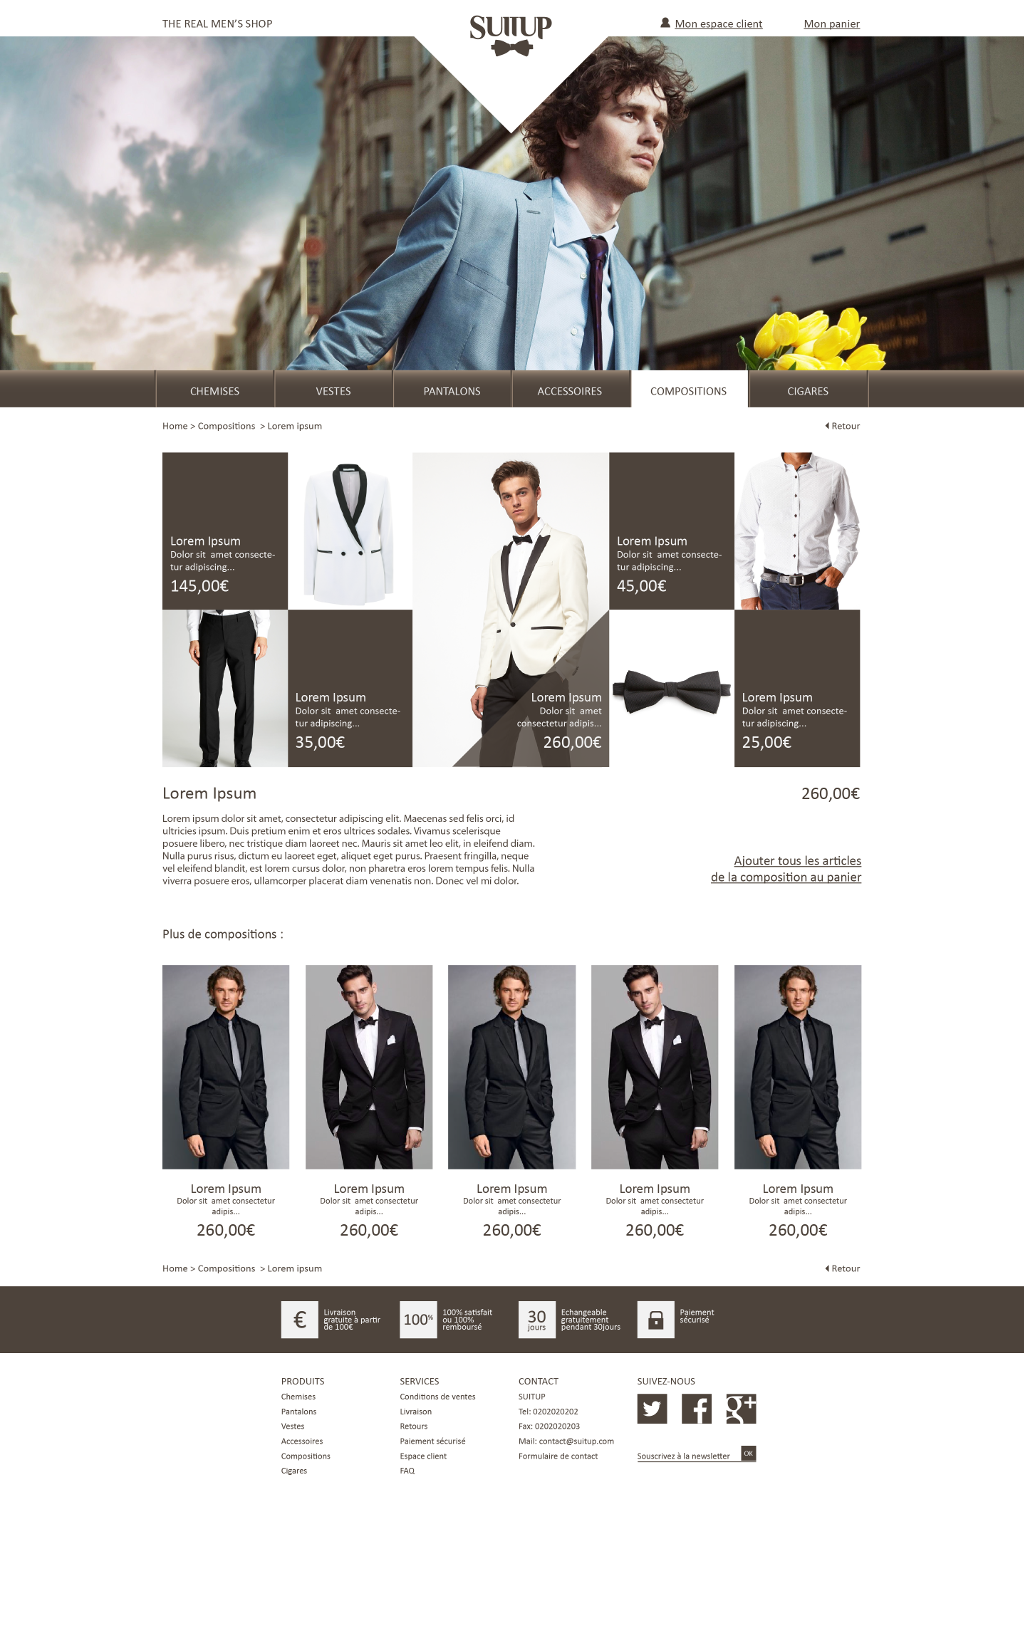 THE REAL MEN'S SHOP
SUITUP
Mon espace client
Mon panier
CHEMISES
VESTES
PANTALONS
ACCESSOIRES
COMPOSITIONS
CIGARES
Home > Compositions > Lorem ipsum
Retour
Lorem Ipsum
Dolor sit amet consecte-
tur adipiscing...
145,00€
Lorem Ipsum
Dolor sit amet consecte-
tur adipiscing...
45,00€
Lorem Ipsum
Dolor sit amet consecte-
tur adipiscing...
35,00€
Lorem Ipsum
Dolor sit amet
consectetur adipis...
260,00€
Lorem Ipsum
Dolor sit amet consecte-
tur adipiscing...
25,00€
Lorem Ipsum
260,00€
Lorem ipsum dolor sit amet, consectetur adipiscing elit. Maecenas sed felis orci, id
ultricies ipsum. Duis pretium enim et eros ultrices sodales. Vivamus scelerisque
posuere libero, nec tristique diam laoreet nec. Mauris sit amet leo elit, in eleifend diam.
Nulla purus risus, dictum eu laoreet eget, aliquet eget purus. Praesent fringilla, neque
vel eleifend blandit, est lorem cursus dolor, non pharetra eros lorem tempus felis. Nulla
viverra posuere eros, ullamcorper placerat diam venenatis non. Donec vel mi dolor.
Ajouter tous les articles
de la composition au panier
Plus de compositions :
Lorem Ipsum
Dolor sit amet consectetur
adipis...
260,00€
Lorem Ipsum
Dolor sit amet consectetur
adipis...
260,00€
Lorem Ipsum
Dolor sit amet consectetur
adipis...
260,00€
Lorem Ipsum
Dolor sit amet consectetur
adipis...
260,00€
Lorem Ipsum
Dolor sit amet consectetur
adipis...
260,00€
Home > Compositions > Lorem ipsum
Retour
€
Livraison
gratuite à partir
de 100€
100%
100% satisfait
ou 100%
remboursé
30
jours
Echangeable
gratuitement
pendant 30jours
Paiement
sécurisé
PRODUITS
Chemises
Pantalons
Vestes
Accessoires
Compositions
Cigares
SERVICES
Conditions de ventes
Livraison
Retours
Paiement sécurisé
Espace client
FAQ
CONTACT
SUITUP
Tel: 0202020202
Fax: 0202020203
Mail: contact@suitup.com
Formulaire de contact
SUIVEZ-NOUS
Souscrivez à la newsletter
OK